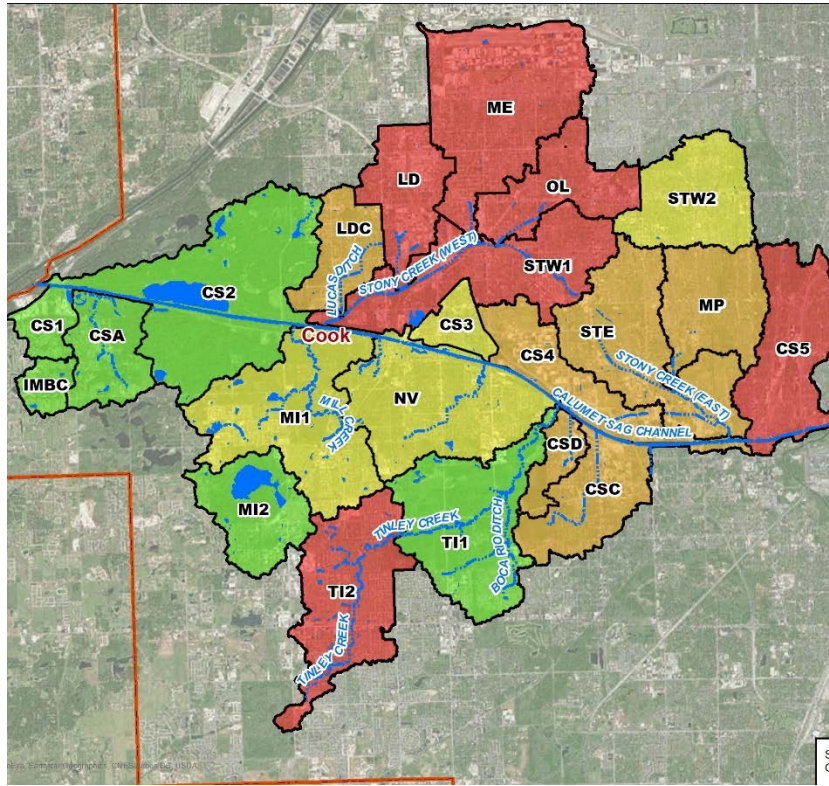 ME
LD
OL
STW2
LDC
LUCAS DITCH
STONY CREEK (WEST)
STW1
CS2
CS1
CSA
Cook
CS3
STE
MP
CS5
IMBC
CS4
STONY CREEK (EAST)
MI1
MILL CREEK
NV
CALUMET SAG CHANNEL
CSD
CSC
MI2
TINLEY CREEK
BOCA RIO DITCH
TI1
TI2
TINLEY CREEK